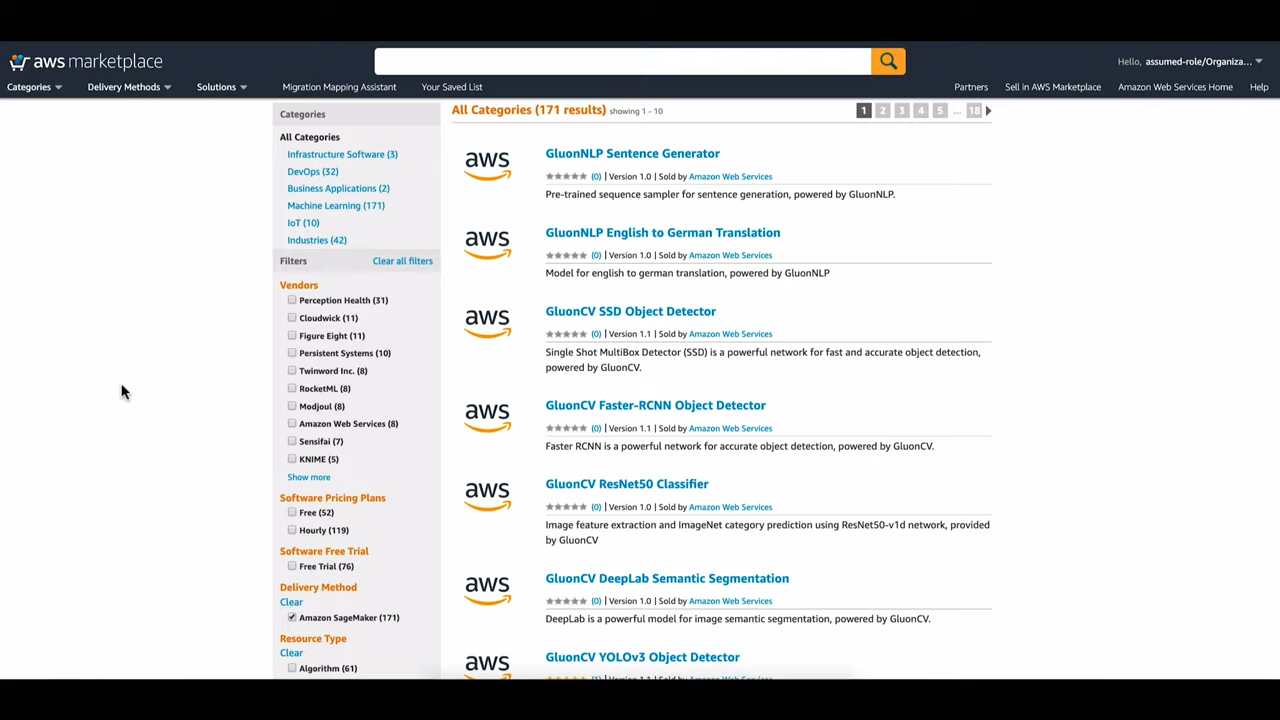 aws marketplace
Hello, assumed-role/Organiza...
Categories Delivery Methods Solutions Migration Mapping Assistant Your Saved List Partners Sell in AWS Marketplace Amazon Web Services Home Help
Categories
All Categories
Infrastructure Software (3)
DevOps (32)
Business Applications (2)
Machine Learning (171)
IoT (10)
Industries (42)
Filters Clear all filters
Vendors
Perception Health (31)
Cloudwick (11)
Figure Eight (11)
Persistent Systems (10)
Twinword Inc. (8)
RocketML (8)
Modjoul (8)
Amazon Web Services (8)
Sensifai (7)
KNIME (5)
Show more
Software Pricing Plans
Free (52)
Hourly (119)
Software Free Trial
Free Trial (76)
Delivery Method
Clear
Amazon SageMaker (171)
Resource Type
Clear
Algorithm (61)
All Categories (171 results) showing 1 - 10
1 2 3 4 5 ... 18
aws
GluonNLP Sentence Generator
(0) | Version 1.0 | Sold by Amazon Web Services
Pre-trained sequence sampler for sentence generation, powered by GluonNLP.
aws
GluonNLP English to German Translation
(0) | Version 1.0 | Sold by Amazon Web Services
Model for english to german translation, powered by GluonNLP
aws
GluonCV SSD Object Detector
(0) | Version 1.1 | Sold by Amazon Web Services
Single Shot MultiBox Detector (SSD) is a powerful network for fast and accurate object detection,
powered by GluonCV.
aws
GluonCV Faster-RCNN Object Detector
(0) | Version 1.1 | Sold by Amazon Web Services
Faster RCNN is a powerful network for accurate object detection, powered by GluonCV.
aws
GluonCV ResNet50 Classifier
(0) | Version 1.0 | Sold by Amazon Web Services
Image feature extraction and ImageNet category prediction using ResNet50-v1d network, provided
by GluonCV
aws
GluonCV DeepLab Semantic Segmentation
(0) | Version 1.0 | Sold by Amazon Web Services
DeepLab is a powerful model for image semantic segmentation, powered by GluonCV.
aws
GluonCV YOLOv3 Object Detector
(1) | Version 1.1 | Sold by Amazon Web Services